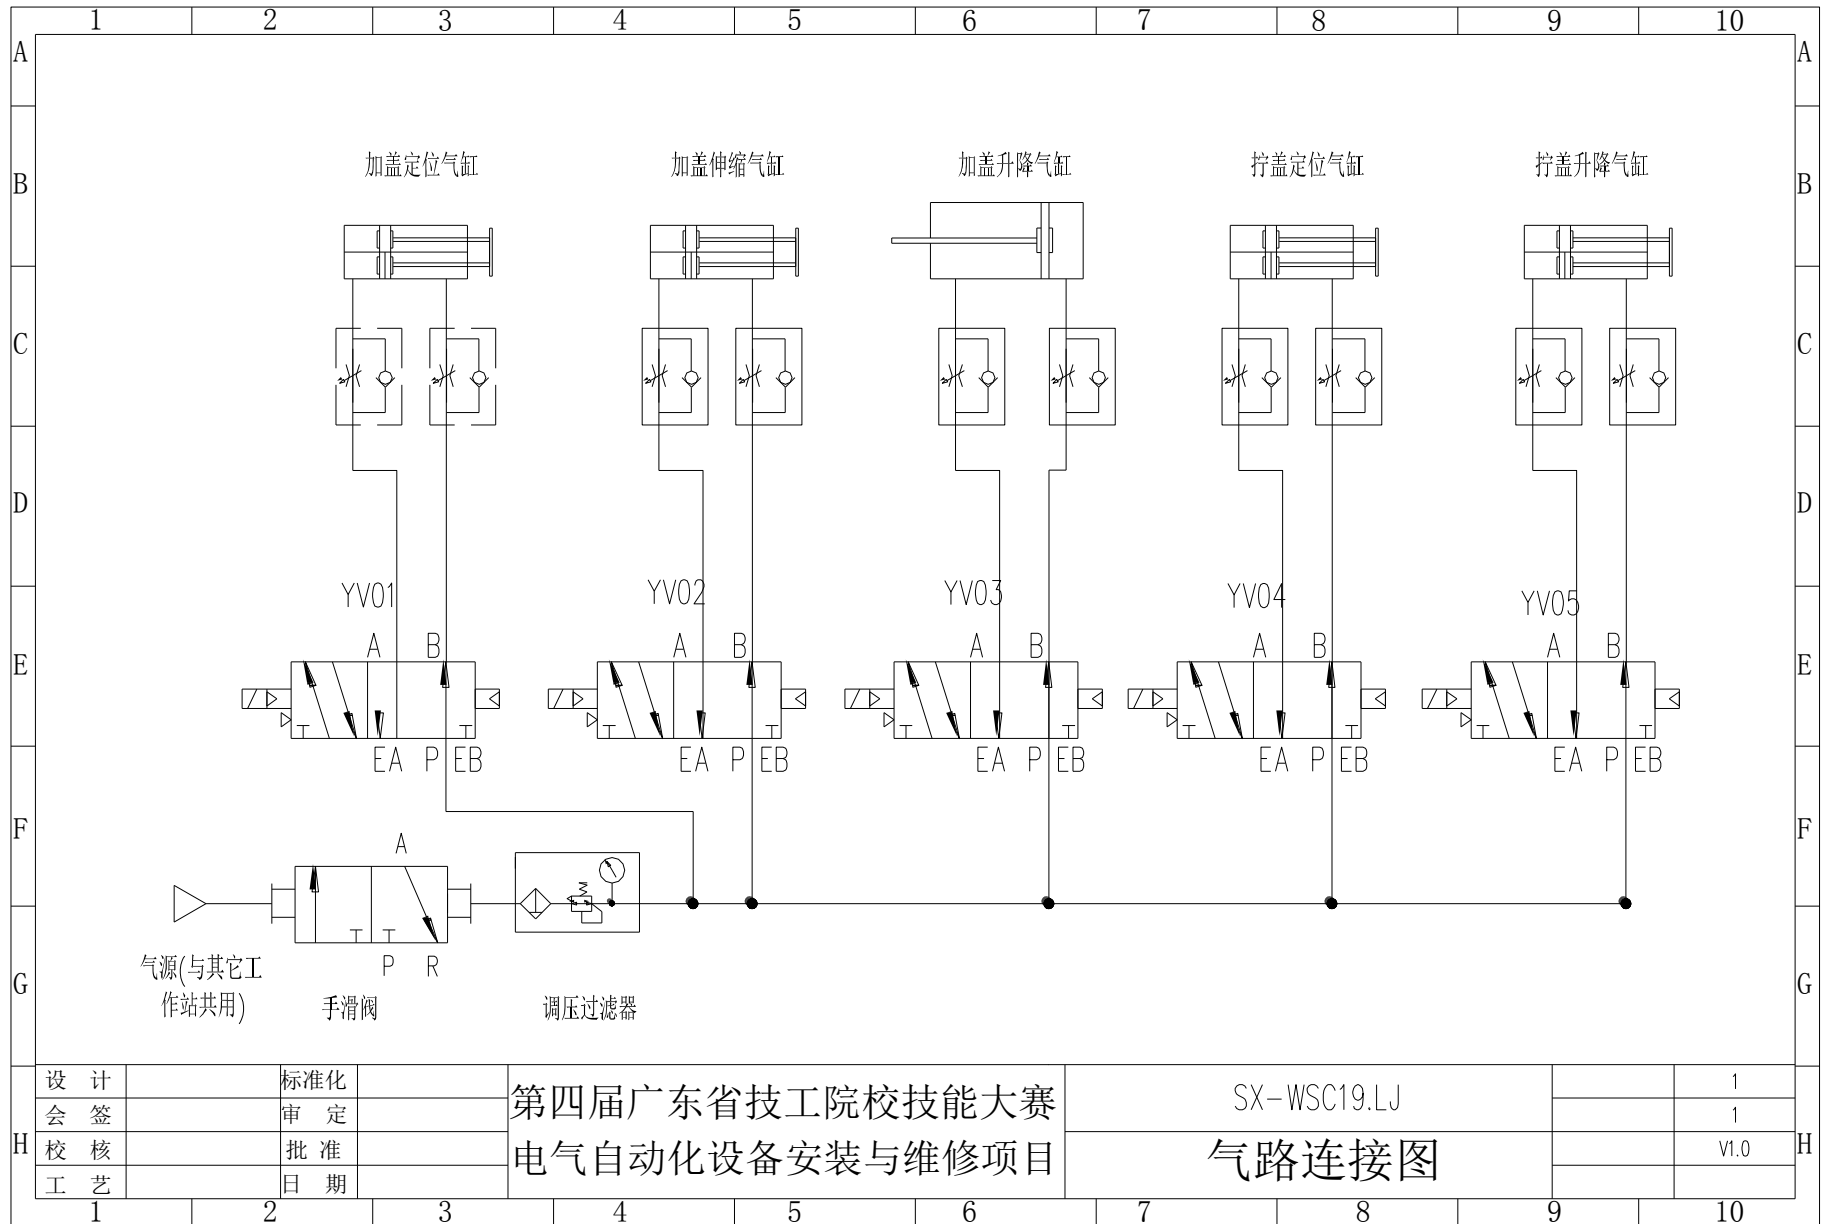 1 2 3 4 5 6 7 8 9 10
A A
加盖定位气缸 加盖伸缩气缸 加盖升降气缸 拧盖定位气缸 拧盖升降气缸
B B
C C
D D
YV01 YV02 YV03 YV04 YV05
A B A B A B A B A B
E E
EA P EB EA P EB EA P EB EA P EB EA P EB
F F
A
P R
气源(与其它工
作站共用)
手滑阀 调压过滤器
G G
设 计 标准化
会 签 审 定
校 核 批 准
工 艺 日 期
第四届广东省技工院校技能大赛
电气自动化设备安装与维修项目
SX-WSC19.LJ
气路连接图
1
1
V1.0
H H
1 2 3 4 5 6 7 8 9 10